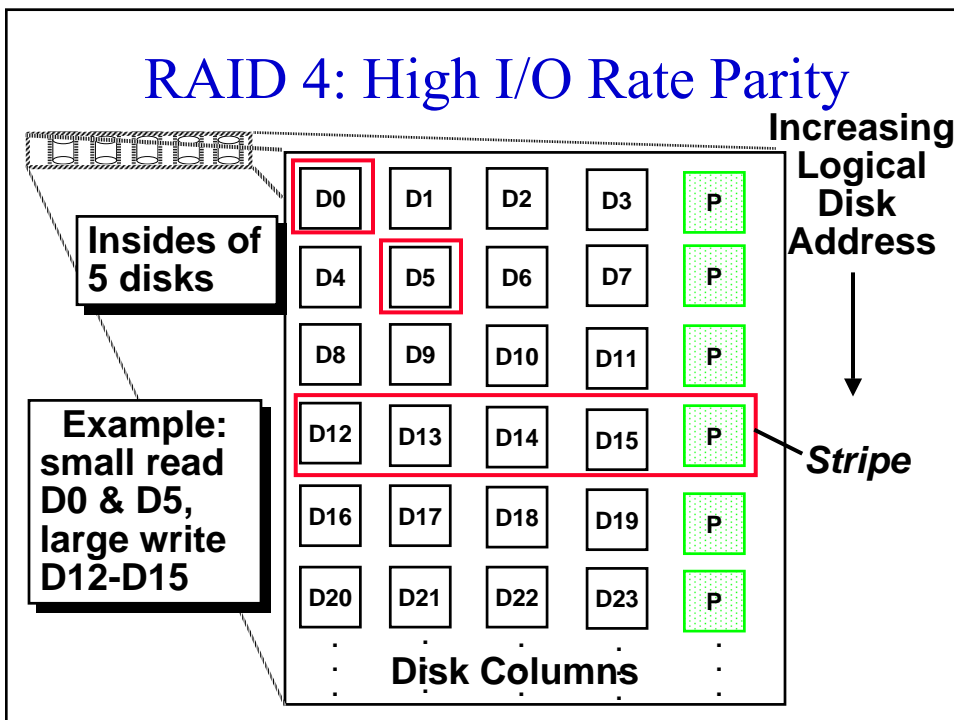 RAID 4: High I/O Rate Parity
Increasing
Logical
Disk
Address
Insides of
5 disks
D0 D1 D2 D3 P
D4 D5 D6 D7 P
D8 D9 D10 D11 P
D12 D13 D14 D15 P
Stripe
D16 D17 D18 D19 P
D20 D21 D22 D23 P
Example:
small read
D0 & D5,
large write
D12-D15
Disk Columns